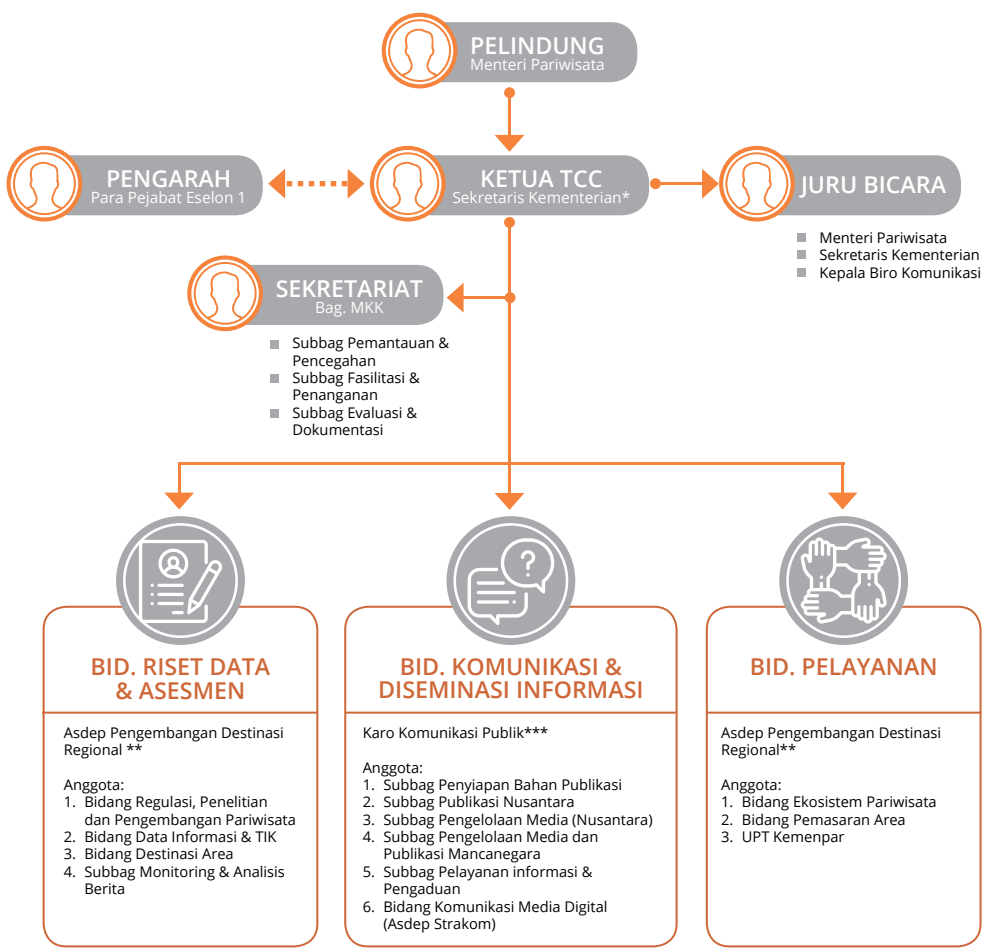 PELINDUNG
Menteri Pariwisata
PENGARAH
Para Pejabat Eselon 1
KETUA TCC
Sekretaris Kementerian*
JURU BICARA
Menteri Pariwisata
Sekretaris Kementerian
Kepala Biro Komunikasi
SEKRETARIAT
Bag. MKK
Subbag Pemantauan &
Pencegahan
Subbag Fasilitasi &
Penanganan
Subbag Evaluasi &
Dokumentasi
?
BID. RISET DATA
& ASESMEN
Asdep Pengembangan Destinasi
Regional **
Anggota:
1. Bidang Regulasi, Penelitian
dan Pengembangan Pariwisata
2. Bidang Data Informasi & TIK
3. Bidang Destinasi Area
4. Subbag Monitoring & Analisis
Berita
BID. KOMUNIKASI &
DISEMINASI INFORMASI
Karo Komunikasi Publik***
Anggota:
1. Subbag Penyiapan Bahan Publikasi
2. Subbag Publikasi Nusantara
3. Subbag Pengelolaan Media (Nusantara)
4. Subbag Pengelolaan Media dan
Publikasi Mancanegara
5. Subbag Pelayanan informasi &
Pengaduan
6. Bidang Komunikasi Media Digital
(Asdep Strakom)
BID. PELAYANAN
Asdep Pengembangan Destinasi
Regional**
Anggota:
1. Bidang Ekosistem Pariwisata
2. Bidang Pemasaran Area
3. UPT Kemenpar